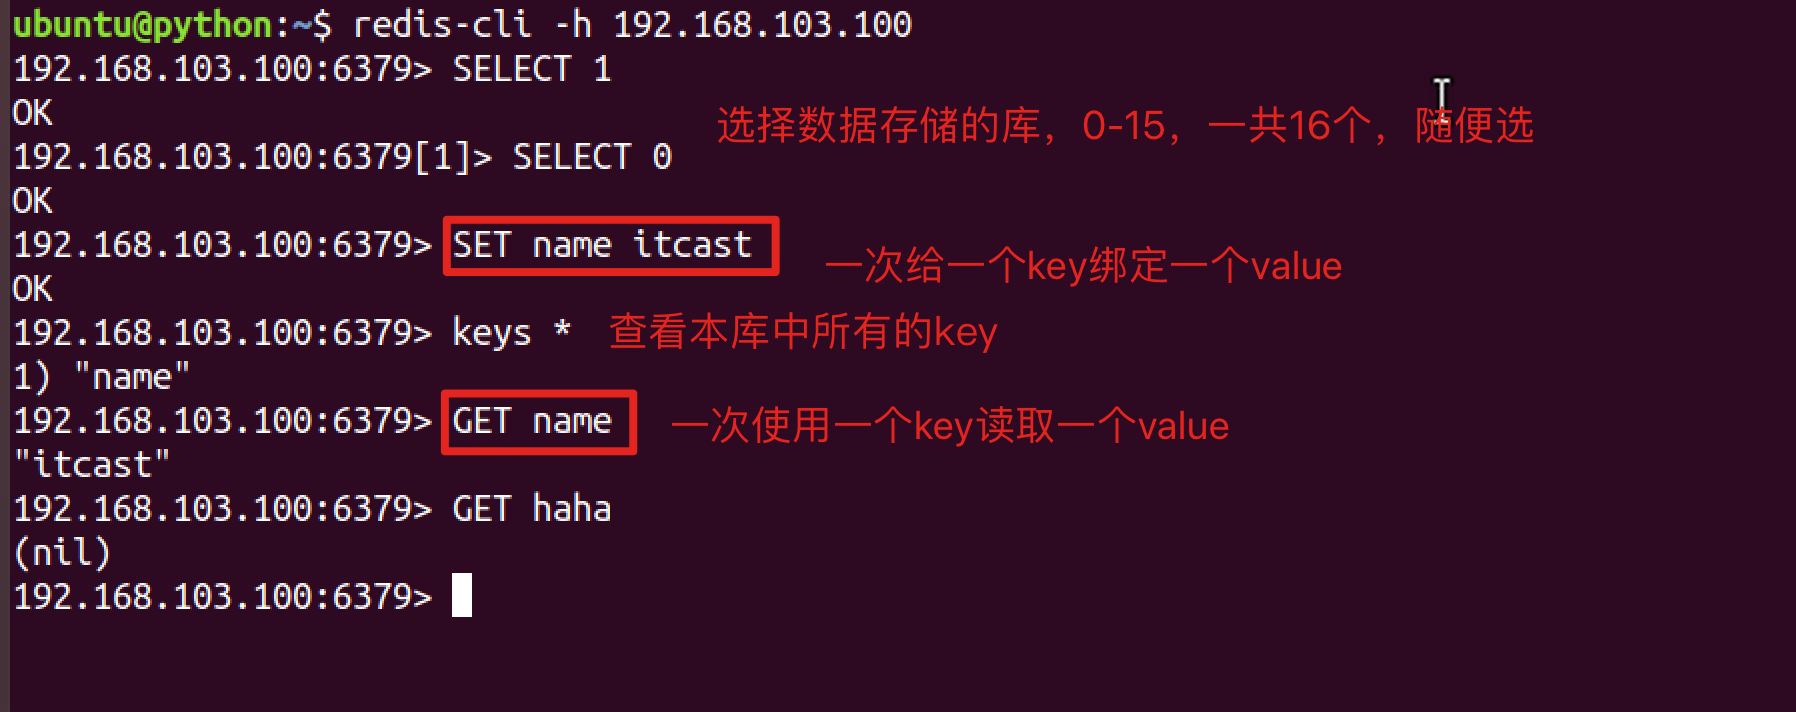 ubuntu@python:~$ redis-cli -h 192.168.103.100
192.168.103.100:6379> SELECT 1
OK
选择数据存储的库，0-15，一共16个，随便选
192.168.103.100:6379[1]> SELECT 0
OK
192.168.103.100:6379> SET name itcast
一次给一个key绑定一个value
OK
192.168.103.100:6379> keys * 查看本库中所有的key
1) "name"
192.168.103.100:6379> GET name 一次使用一个key读取一个value
"itcast"
192.168.103.100:6379> GET haha
(nil)
192.168.103.100:6379>